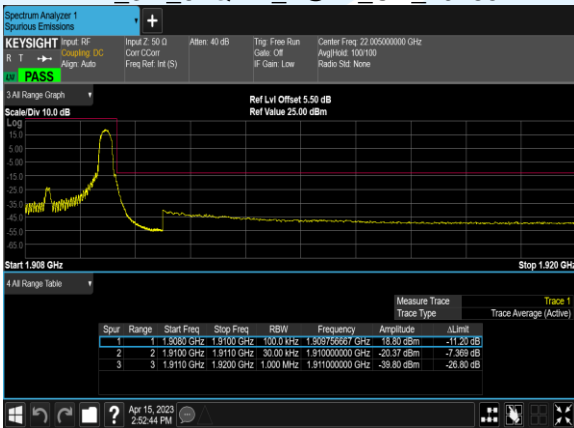 Spectrum Analyzer 1
Spurious Emissions
+
KEYSIGHT Input: RF Input Z: 50 Ω Atten: 40 dB Trig: Free Run Center Freq: 22.005000000 GHz
R T Coupling: DC Corr CCorr Gate: Off Avg|Hold: 100/100
Align: Auto Freq Ref: Int (S) IF Gain: Low Radio Std: None
PASS
3 All Range Graph
Ref Lvl Offset 5.50 dB
Scale/Div 10.0 dB Ref Value 25.00 dBm
Log
15.0
5.00
-5.00
-15.0
-25.0
-35.0
-45.0
-55.0
-65.0
Start 1.908 GHz Stop 1.920 GHz
4 All Range Table
Measure Trace Trace 1
Trace Type Trace Average (Active)
Spur Range Start Freq Stop Freq RBW Frequency Amplitude ΔLimit
1 1 1.9080 GHz 1.9100 GHz 100.0 kHz 1.909756667 GHz 18.80 dBm -11.20 dB
2 2 1.9100 GHz 1.9110 GHz 30.00 kHz 1.910000000 GHz -20.37 dBm -7.369 dB
3 3 1.9110 GHz 1.9200 GHz 1.000 MHz 1.911000000 GHz -39.80 dBm -26.80 dB
? Apr 15, 2023
2:52:44 PM